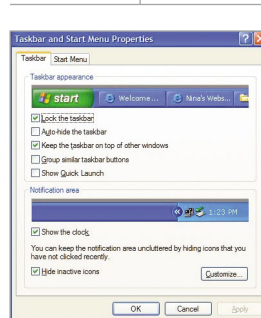 Taskbar and Start Menu Properties
Taskbar Start Menu
Taskbar appearance
start Welcome... Nina's Webs...
Lock the taskbar
Auto-hide the taskbar
Keep the taskbar on top of other windows
Group similar taskbar buttons
Show Quick Launch
Notification area
1:23 PM
Show the clock
You can keep the notification area uncluttered by hiding icons that you
have not clicked recently.
Hide inactive icons
Customize...
OK Cancel Apply